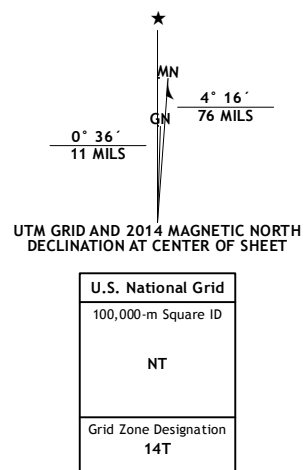 ★
MN
4° 16´
76 MILS
GN
0° 36´
11 MILS
UTM GRID AND 2014 MAGNETIC NORTH
DECLINATION AT CENTER OF SHEET
U.S. National Grid
100,000-m Square ID
NT
Grid Zone Designation
14T